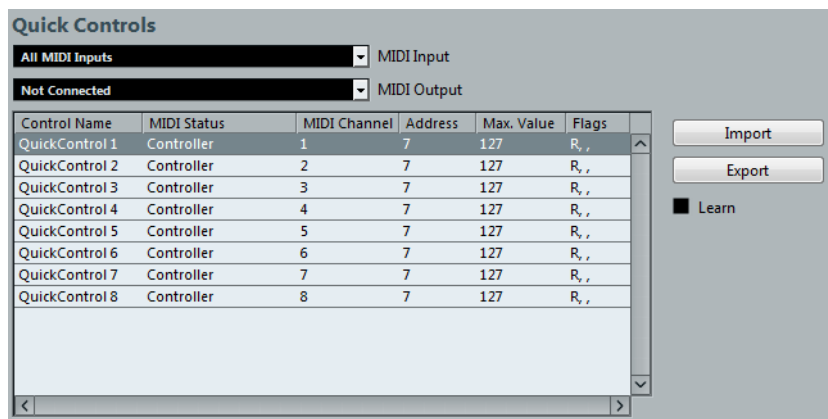 Quick Controls
All MIDI Inputs MIDI Input
Not Connected MIDI Output
Control Name MIDI Status MIDI Channel Address Max. Value Flags
QuickControl 1 Controller 1 7 127 R, ,
QuickControl 2 Controller 2 7 127 R, ,
QuickControl 3 Controller 3 7 127 R, ,
QuickControl 4 Controller 4 7 127 R, ,
QuickControl 5 Controller 5 7 127 R, ,
QuickControl 6 Controller 6 7 127 R, ,
QuickControl 7 Controller 7 7 127 R, ,
QuickControl 8 Controller 8 7 127 R, ,
Import
Export
Learn